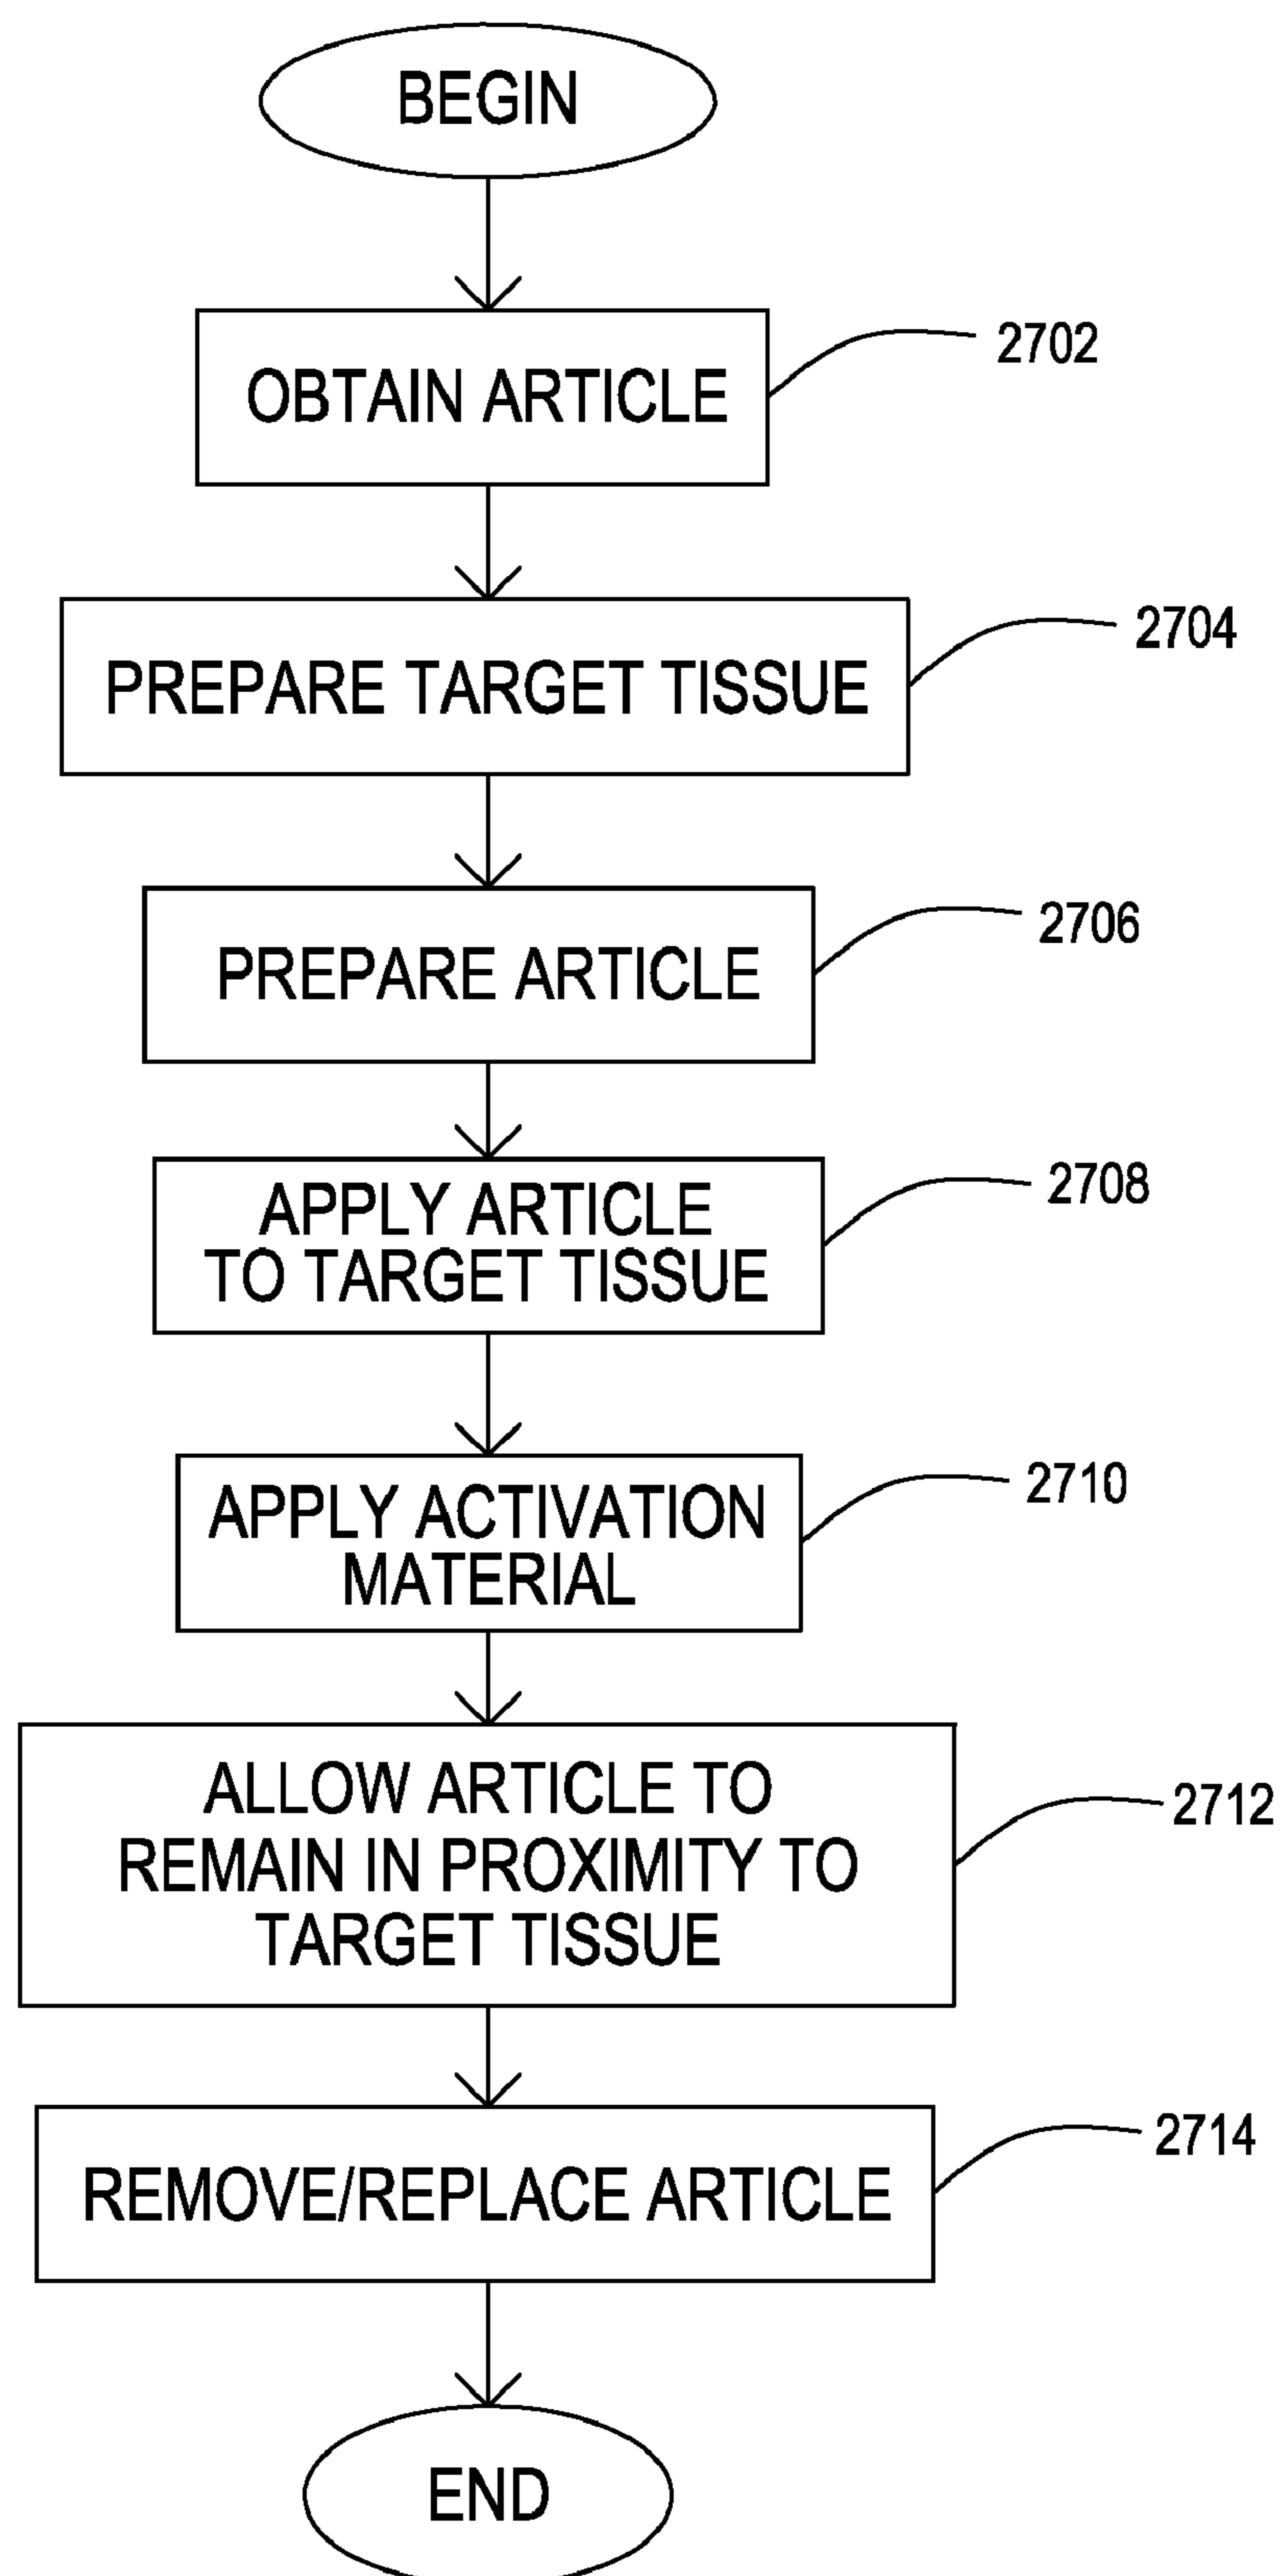 BEGIN
OBTAIN ARTICLE
2702
PREPARE TARGET TISSUE
2704
PREPARE ARTICLE
2706
APPLY ARTICLE
TO TARGET TISSUE
2708
APPLY ACTIVATION
MATERIAL
2710
ALLOW ARTICLE TO
REMAIN IN PROXIMITY TO
TARGET TISSUE
2712
REMOVE/REPLACE ARTICLE
2714
END